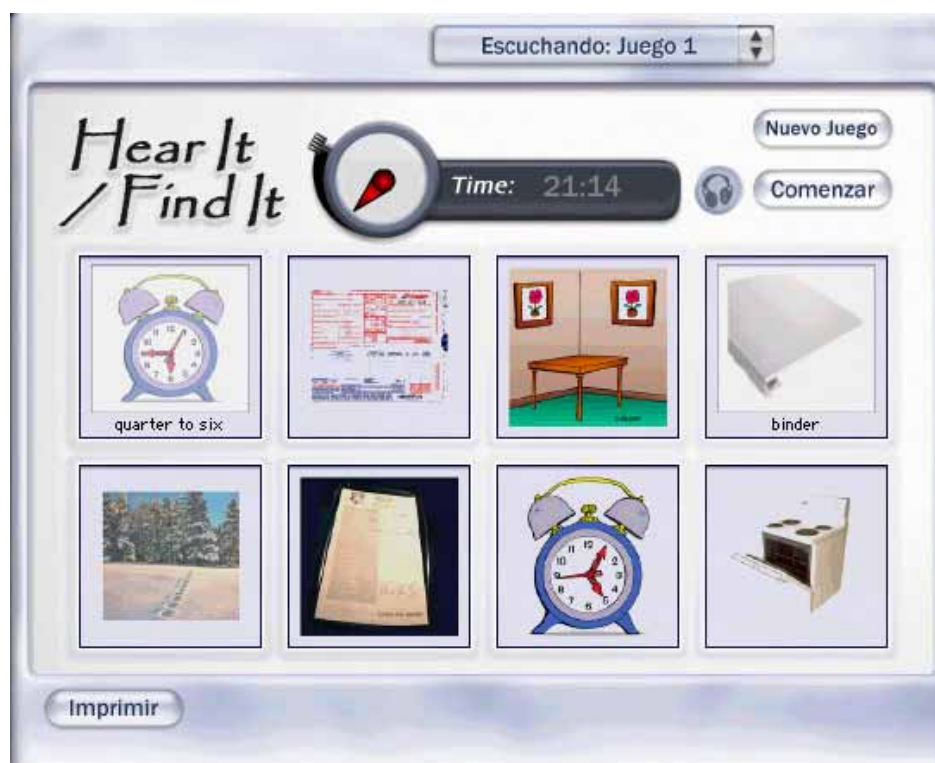 Escuchando: Juego 1
Hear It
/Find It
Time: 21:14
Nuevo Juego
Comenzar
quarter to six
binder
Imprimir